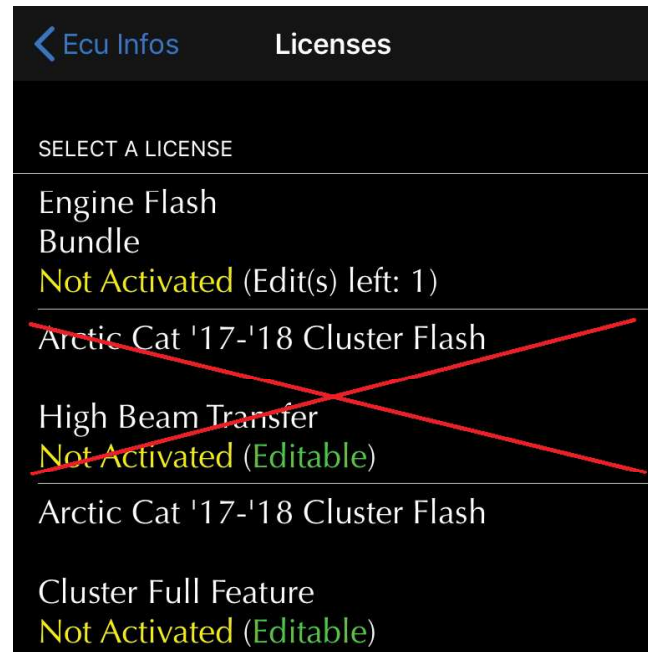 Ecu Infos Licenses
SELECT A LICENSE
Engine Flash
Bundle
Not Activated (Edit(s) left: 1)
Arctic Cat '17-'18 Cluster Flash
High Beam Transfer
Not Activated (Editable)
Arctic Cat '17-'18 Cluster Flash
Cluster Full Feature
Not Activated (Editable)